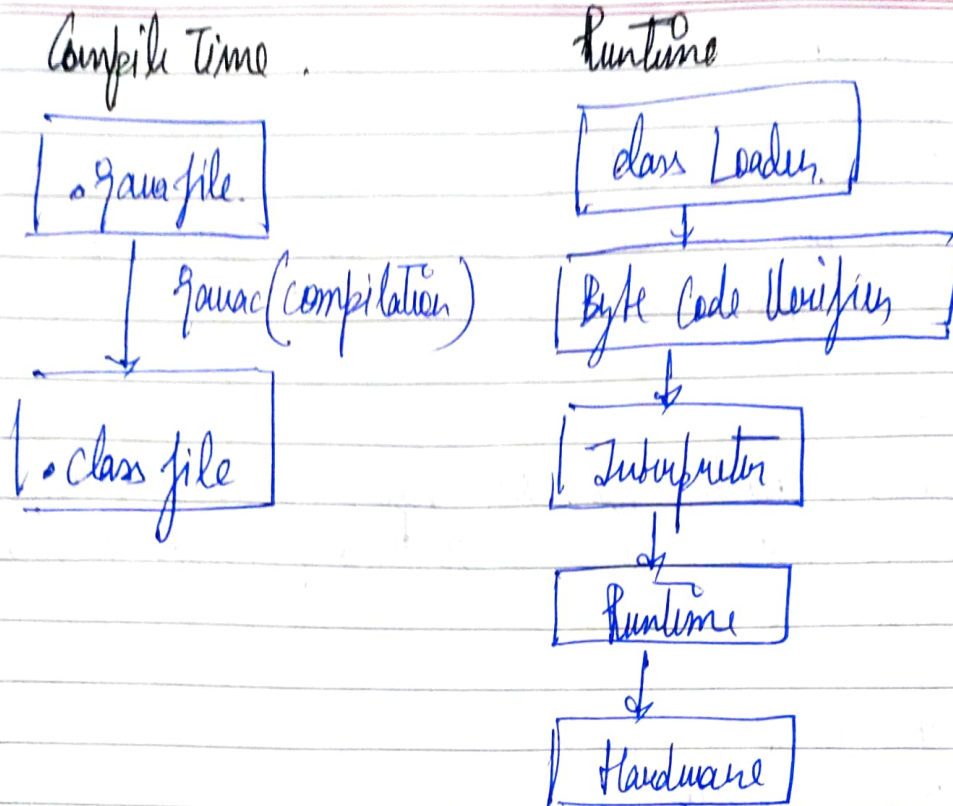 Compile Time.
Runtime
.java file.
class Loader.
javac (compilation)
Byte Code Verifier
.class file
Interpreter
Runtime
Hardware